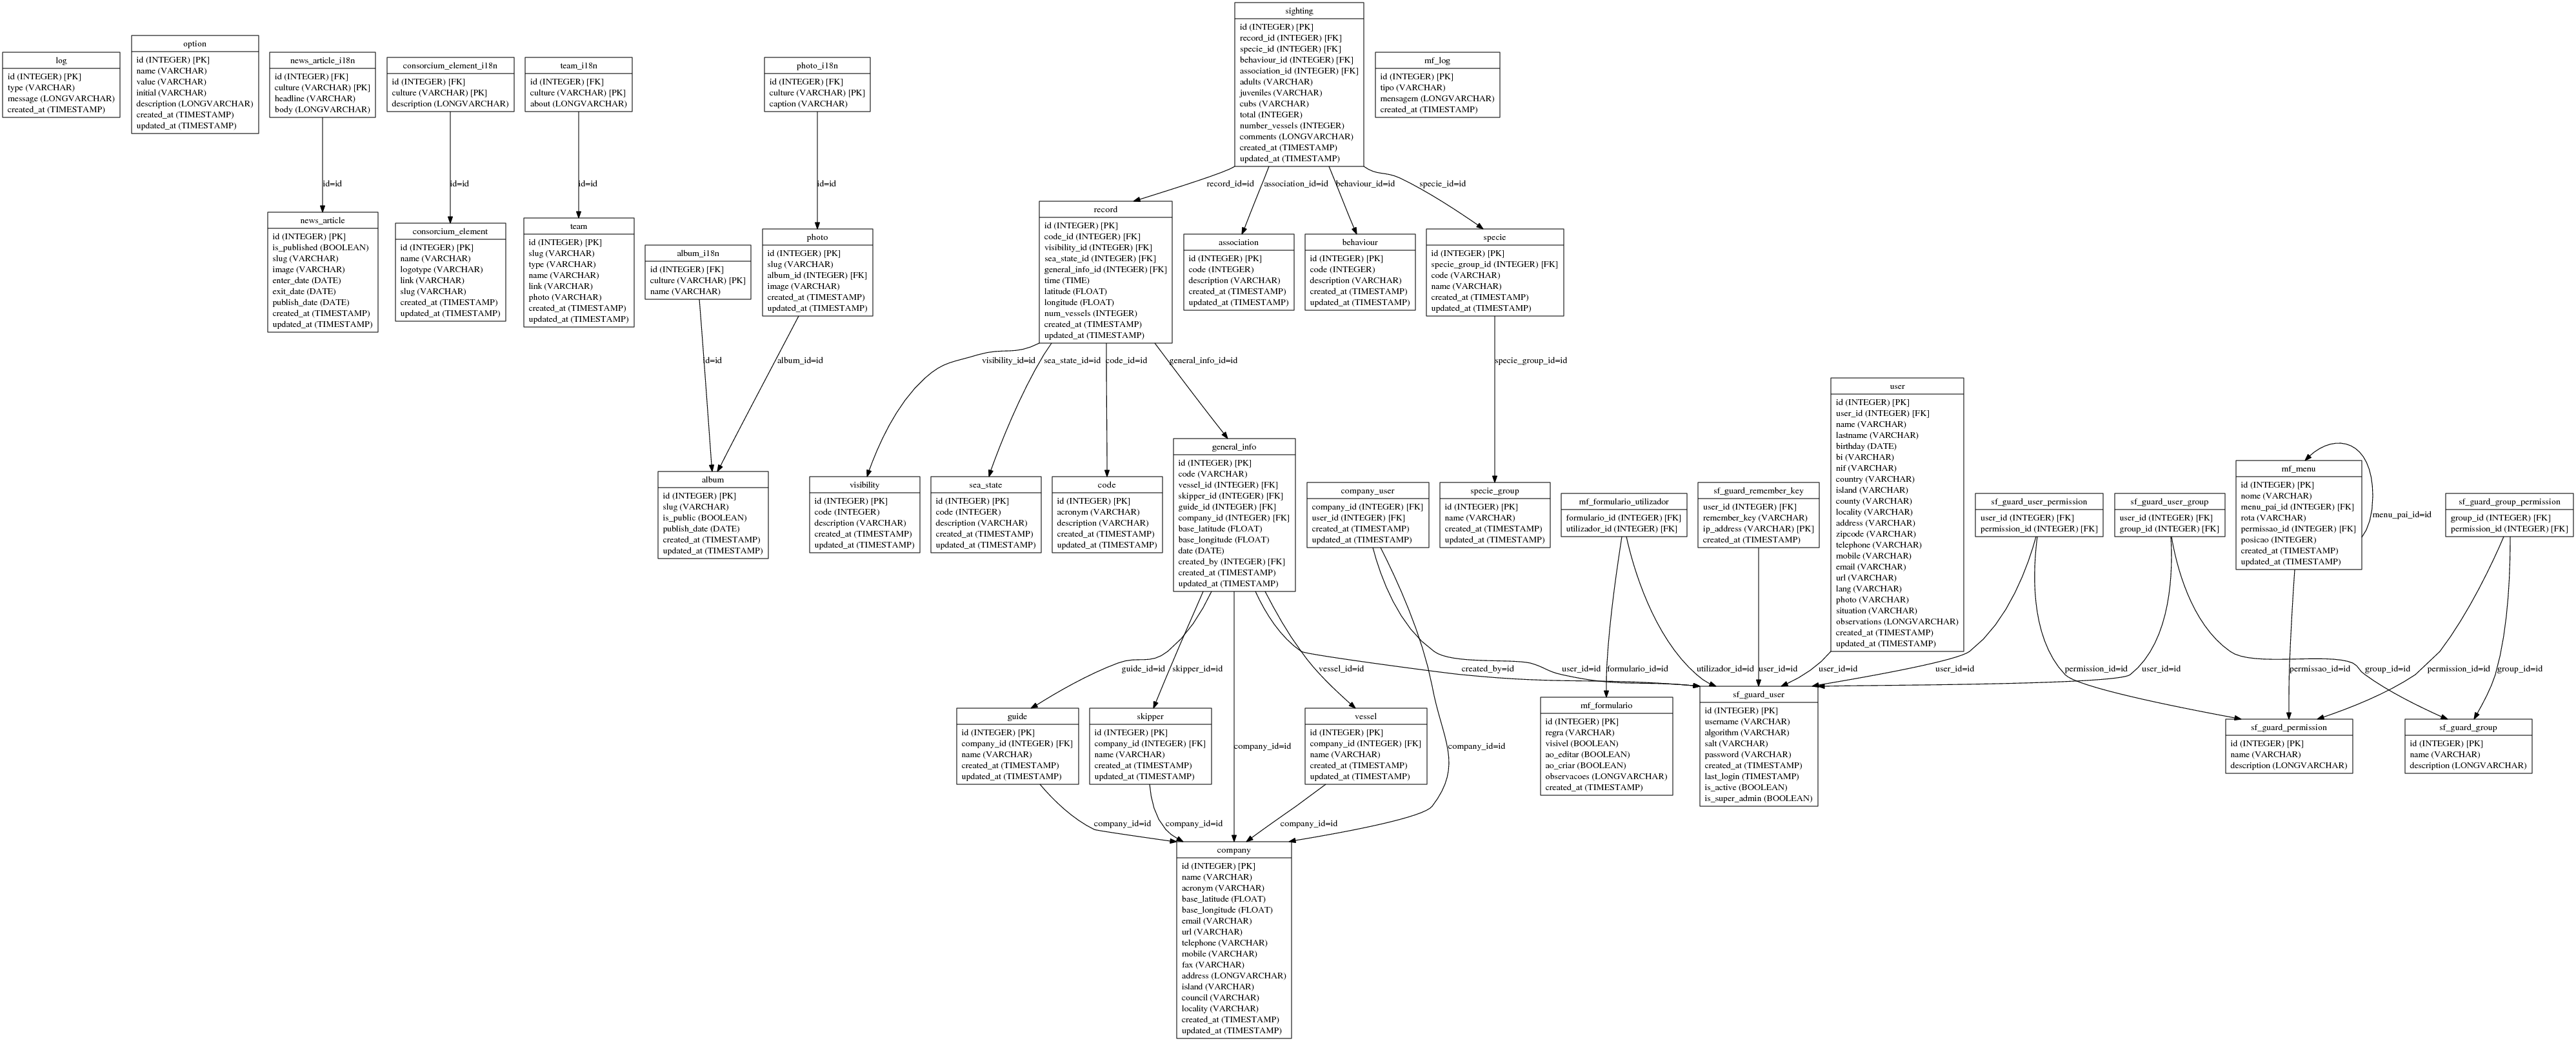 sighting
id (INTEGER) [PK]
record_id (INTEGER) [FK]
specie_id (INTEGER) [FK]
behaviour_id (INTEGER) [FK]
association_id (INTEGER) [FK]
adults (VARCHAR)
juveniles (VARCHAR)
cubs (VARCHAR)
total (INTEGER)
number_vessels (INTEGER)
comments (LONGVARCHAR)
created_at (TIMESTAMP)
updated_at (TIMESTAMP)
log
id (INTEGER) [PK]
type (VARCHAR)
message (LONGVARCHAR)
created_at (TIMESTAMP)
option
id (INTEGER) [PK]
name (VARCHAR)
value (VARCHAR)
initial (VARCHAR)
description (LONGVARCHAR)
created_at (TIMESTAMP)
updated_at (TIMESTAMP)
news_article_i18n
id (INTEGER) [FK]
culture (VARCHAR) [PK]
headline (VARCHAR)
body (LONGVARCHAR)
consortium_element_i18n
id (INTEGER) [FK]
culture (VARCHAR) [PK]
description (LONGVARCHAR)
team_i18n
id (INTEGER) [FK]
culture (VARCHAR) [PK]
about (LONGVARCHAR)
photo_i18n
id (INTEGER) [FK]
culture (VARCHAR) [PK]
caption (VARCHAR)
mf_log
id (INTEGER) [PK]
tipo (VARCHAR)
mensagem (LONGVARCHAR)
created_at (TIMESTAMP)
id=id
id=id
id=id
id=id
record_id=id
association_id=id
behaviour_id=id
specie_id=id
news_article
id (INTEGER) [PK]
is_published (BOOLEAN)
slug (VARCHAR)
image (VARCHAR)
enter_date (DATE)
exit_date (DATE)
publish_date (DATE)
created_at (TIMESTAMP)
updated_at (TIMESTAMP)
consortium_element
id (INTEGER) [PK]
name (VARCHAR)
logotype (VARCHAR)
link (VARCHAR)
slug (VARCHAR)
created_at (TIMESTAMP)
updated_at (TIMESTAMP)
team
id (INTEGER) [PK]
slug (VARCHAR)
type (VARCHAR)
name (VARCHAR)
link (VARCHAR)
photo (VARCHAR)
created_at (TIMESTAMP)
updated_at (TIMESTAMP)
album_i18n
id (INTEGER) [FK]
culture (VARCHAR) [PK]
name (VARCHAR)
photo
id (INTEGER) [PK]
slug (VARCHAR)
album_id (INTEGER) [FK]
image (VARCHAR)
created_at (TIMESTAMP)
updated_at (TIMESTAMP)
record
id (INTEGER) [PK]
code_id (INTEGER) [FK]
visibility_id (INTEGER) [FK]
sea_state_id (INTEGER) [FK]
general_info_id (INTEGER) [FK]
time (TIME)
latitude (FLOAT)
longitude (FLOAT)
num_vessels (INTEGER)
created_at (TIMESTAMP)
updated_at (TIMESTAMP)
association
id (INTEGER) [PK]
code (INTEGER)
description (VARCHAR)
created_at (TIMESTAMP)
updated_at (TIMESTAMP)
behaviour
id (INTEGER) [PK]
code (INTEGER)
description (VARCHAR)
created_at (TIMESTAMP)
updated_at (TIMESTAMP)
specie
id (INTEGER) [PK]
specie_group_id (INTEGER) [FK]
code (VARCHAR)
name (VARCHAR)
created_at (TIMESTAMP)
updated_at (TIMESTAMP)
id=id
album_id=id
visibility_id=id
sea_state_id=id
code_id=id
general_info_id=id
specie_group_id=id
album
id (INTEGER) [PK]
slug (VARCHAR)
is_public (BOOLEAN)
publish_date (DATE)
created_at (TIMESTAMP)
updated_at (TIMESTAMP)
visibility
id (INTEGER) [PK]
code (INTEGER)
description (VARCHAR)
created_at (TIMESTAMP)
updated_at (TIMESTAMP)
sea_state
id (INTEGER) [PK]
code (INTEGER)
description (VARCHAR)
created_at (TIMESTAMP)
updated_at (TIMESTAMP)
code
id (INTEGER) [PK]
acronym (VARCHAR)
description (VARCHAR)
created_at (TIMESTAMP)
updated_at (TIMESTAMP)
general_info
id (INTEGER) [PK]
code (VARCHAR)
vessel_id (INTEGER) [FK]
skipper_id (INTEGER) [FK]
guide_id (INTEGER) [FK]
company_id (INTEGER) [FK]
base_latitude (FLOAT)
base_longitude (FLOAT)
date (DATE)
created_by (INTEGER) [FK]
created_at (TIMESTAMP)
updated_at (TIMESTAMP)
company_user
company_id (INTEGER) [FK]
user_id (INTEGER) [FK]
created_at (TIMESTAMP)
updated_at (TIMESTAMP)
specie_group
id (INTEGER) [PK]
name (VARCHAR)
created_at (TIMESTAMP)
updated_at (TIMESTAMP)
mf_formulario_utilizador
formulario_id (INTEGER) [FK]
utilizador_id (INTEGER) [FK]
sf_guard_remember_key
user_id (INTEGER) [FK]
remember_key (VARCHAR)
ip_address (VARCHAR) [PK]
created_at (TIMESTAMP)
user
id (INTEGER) [PK]
user_id (INTEGER) [FK]
name (VARCHAR)
lastname (VARCHAR)
birthday (DATE)
bi (VARCHAR)
nif (VARCHAR)
country (VARCHAR)
island (VARCHAR)
county (VARCHAR)
locality (VARCHAR)
address (VARCHAR)
zipcode (VARCHAR)
telephone (VARCHAR)
mobile (VARCHAR)
email (VARCHAR)
url (VARCHAR)
lang (VARCHAR)
photo (VARCHAR)
situation (VARCHAR)
observations (LONGVARCHAR)
created_at (TIMESTAMP)
updated_at (TIMESTAMP)
sf_guard_user_permission
user_id (INTEGER) [FK]
permission_id (INTEGER) [FK]
sf_guard_user_group
user_id (INTEGER) [FK]
group_id (INTEGER) [FK]
mf_menu
id (INTEGER) [PK]
nome (VARCHAR)
menu_pai_id (INTEGER) [FK]
rota (VARCHAR)
permissao_id (INTEGER) [FK]
posicao (INTEGER)
created_at (TIMESTAMP)
updated_at (TIMESTAMP)
menu_pai_id=id
sf_guard_group_permission
group_id (INTEGER) [FK]
permission_id (INTEGER) [FK]
guide_id=id
skipper_id=id
vessel_id=id
created_by=id
user_id=id
formulario_id=id
utilizador_id=id
user_id=id
user_id=id
user_id=id
permission_id=id
user_id=id
permissao_id=id
group_id=id
permission_id=id
group_id=id
guide
id (INTEGER) [PK]
company_id (INTEGER) [FK]
name (VARCHAR)
created_at (TIMESTAMP)
updated_at (TIMESTAMP)
skipper
id (INTEGER) [PK]
company_id (INTEGER) [FK]
name (VARCHAR)
created_at (TIMESTAMP)
updated_at (TIMESTAMP)
company_id=id
vessel
id (INTEGER) [PK]
company_id (INTEGER) [FK]
name (VARCHAR)
created_at (TIMESTAMP)
updated_at (TIMESTAMP)
company_id=id
mf_formulario
id (INTEGER) [PK]
regra (VARCHAR)
visivel (BOOLEAN)
ao_editar (BOOLEAN)
ao_criar (BOOLEAN)
observacoes (LONGVARCHAR)
created_at (TIMESTAMP)
sf_guard_user
id (INTEGER) [PK]
username (VARCHAR)
algorithm (VARCHAR)
salt (VARCHAR)
password (VARCHAR)
created_at (TIMESTAMP)
last_login (TIMESTAMP)
is_active (BOOLEAN)
is_super_admin (BOOLEAN)
sf_guard_permission
id (INTEGER) [PK]
name (VARCHAR)
description (LONGVARCHAR)
sf_guard_group
id (INTEGER) [PK]
name (VARCHAR)
description (LONGVARCHAR)
company_id=id
company_id=id
company_id=id
company
id (INTEGER) [PK]
name (VARCHAR)
acronym (VARCHAR)
base_latitude (FLOAT)
base_longitude (FLOAT)
email (VARCHAR)
url (VARCHAR)
telephone (VARCHAR)
mobile (VARCHAR)
fax (VARCHAR)
address (LONGVARCHAR)
island (VARCHAR)
council (VARCHAR)
locality (VARCHAR)
created_at (TIMESTAMP)
updated_at (TIMESTAMP)